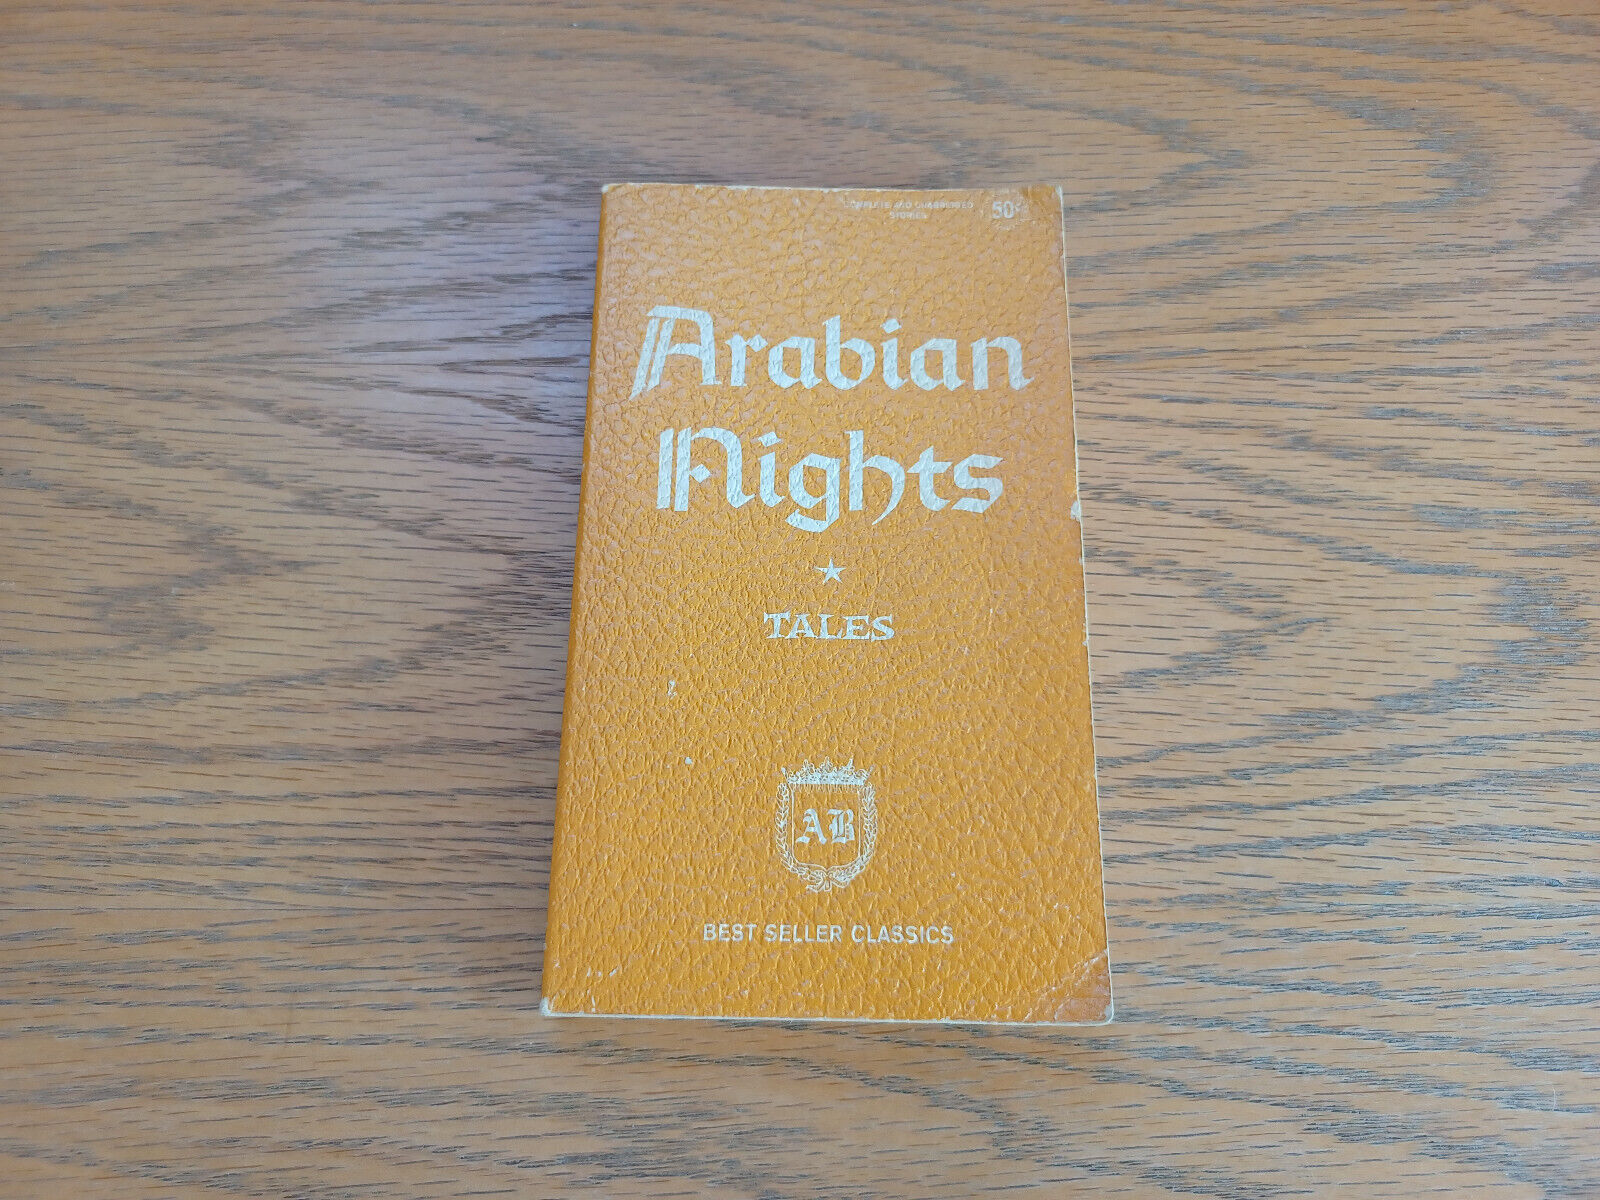 COMPLETE AND UNABRIDGED
STORIES
50¢
Arabian
Nights
TALES
AB
BEST SELLER CLASSICS